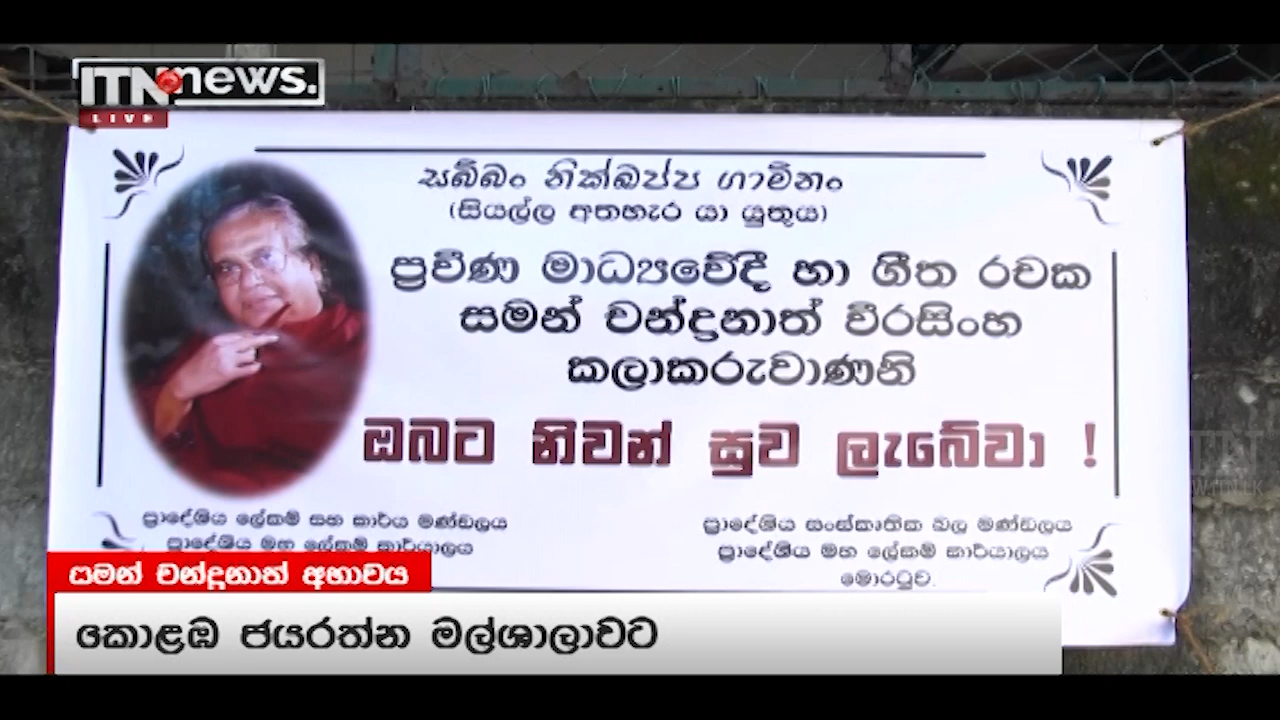 ITN news.
LIVE
සබ්බං නික්ඛප්ප ගාමිනං
(සියල්ල අතහැර යා යුතුය)
ප්‍රවීණ මාධ්‍යවේදී හා ගීත රචක
සමන් චන්ද්‍රනාත් වීරසිංහ
කලාකරුවාණනි
ඔබට නිවන් සුව ලැබේවා !
ප්‍රාදේශිය ලේකම් සහ කාර්ය මණ්ඩලය
ප්‍රාදේශිය මහ ලේකම් කාර්යාලය
ප්‍රාදේශිය සංස්කෘතික බල මණ්ඩලය
ප්‍රාදේශිය මහ ලේකම් කාර්යාලය
මොරටුව.
ITN
සමන් චන්ද්‍රනාත් අභාවය
කොළඹ ජයරත්න මල්ශාලාවට